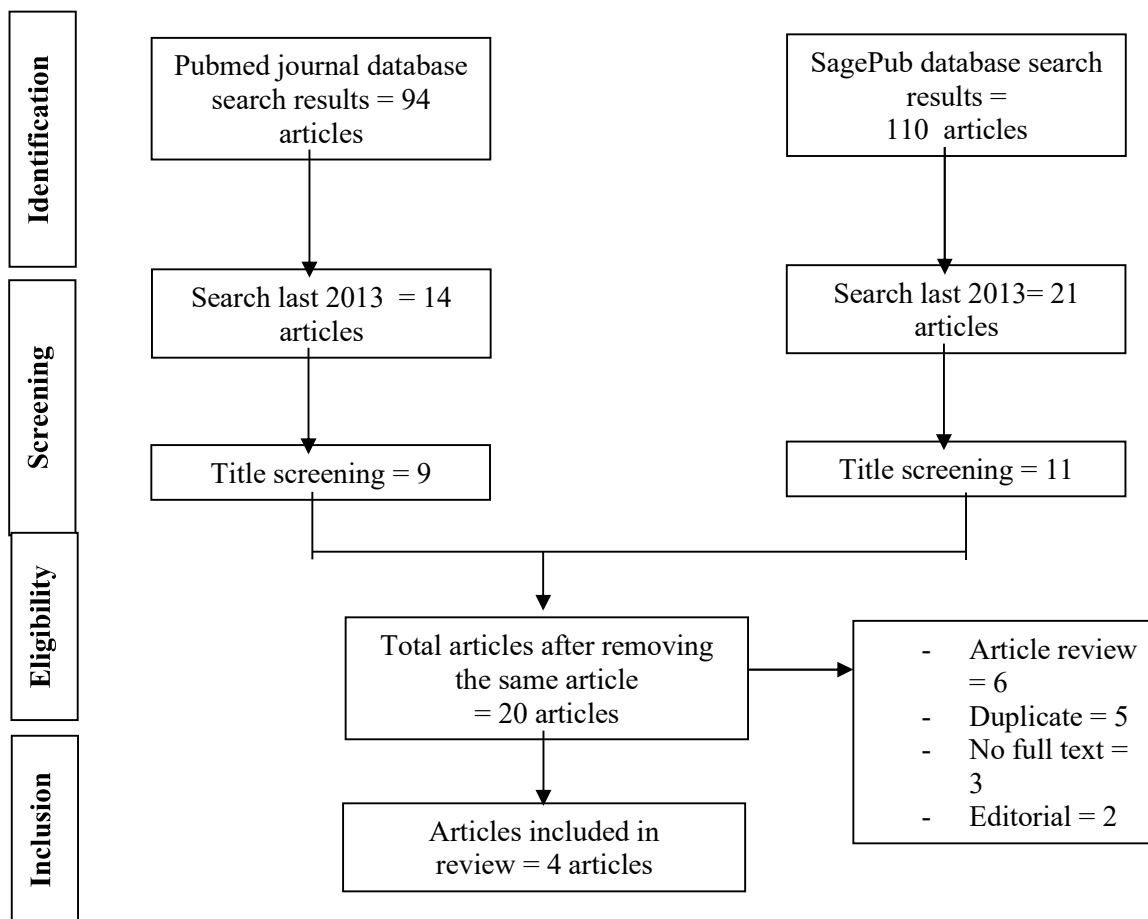 Identification
Pubmed journal database
search results = 94
articles
SagePub database search
results =
110 articles
Screening
Search last 2013 = 14
articles
Search last 2013= 21
articles
Title screening = 9
Title screening = 11
Eligibility
Total articles after removing
the same article
= 20 articles
- Article review
= 6
- Duplicate = 5
- No full text =
3
- Editorial = 2
Inclusion
Articles included in
review = 4 articles